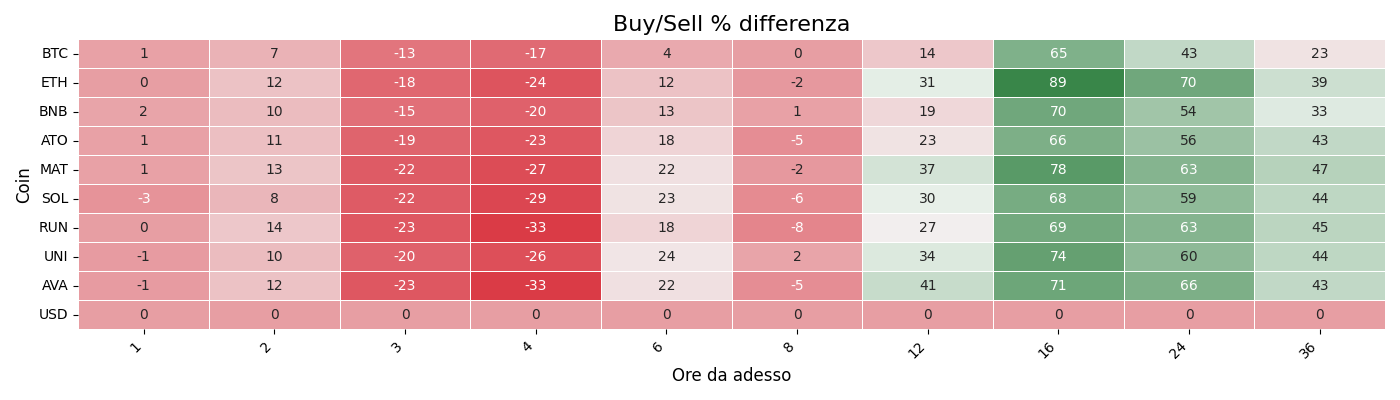 Buy/Sell % differenza
Coin
BTC 1 7 -13 -17 4 0 14 65 43 23
ETH 0 12 -18 -24 12 -2 31 89 70 39
BNB 2 10 -15 -20 13 1 19 70 54 33
ATO 1 11 -19 -23 18 -5 23 66 56 43
MAT 1 13 -22 -27 22 -2 37 78 63 47
SOL -3 8 -22 -29 23 -6 30 68 59 44
RUN 0 14 -23 -33 18 -8 27 69 63 45
UNI -1 10 -20 -26 24 2 34 74 60 44
AVA -1 12 -23 -33 22 -5 41 71 66 43
USD 0 0 0 0 0 0 0 0 0 0
1 2 3 4 6 8 12 16 24 36
Ore da adesso